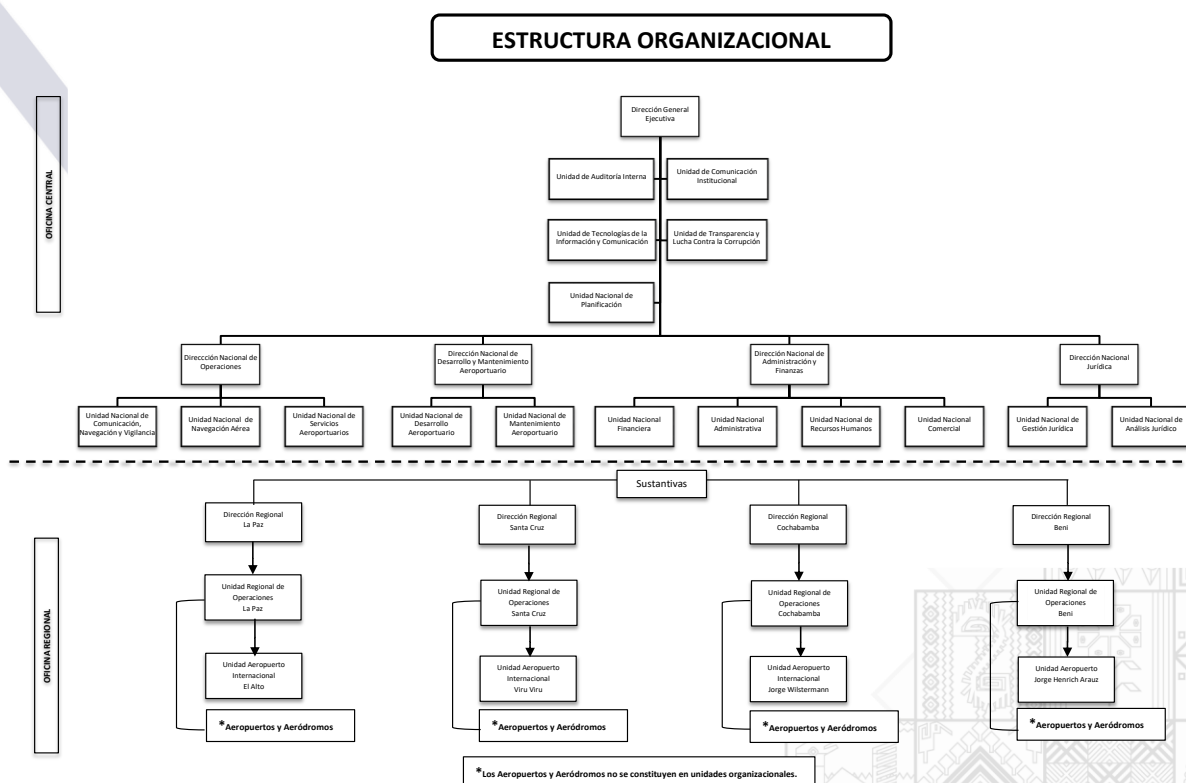 ESTRUCTURA ORGANIZACIONAL
OFICINA CENTRAL
Dirección General
Ejecutiva
Unidad de Auditoría Interna
Unidad de Comunicación
Institucional
Unidad de Tecnologías de la
Información y Comunicación
Unidad de Transparencia y
Lucha Contra la Corrupción
Unidad Nacional de
Planificación
Direccción Nacional de
Operaciones
Dirección Nacional de
Desarrollo y Mantenimiento
Aeroportuario
Dirección Nacional de
Administración y
Finanzas
Dirección Nacional
Jurídica
Unidad Nacional de
Comunicación,
Navegación y Vigilancia
Unidad Nacional de
Navegación Aérea
Unidad Nacional de
Servicios
Aeroportuarios
Unidad Nacional de
Desarrollo
Aeroportuario
Unidad Nacional de
Mantenimiento
Aeroportuario
Unidad Nacional
Financiera
Unidad Nacional
Administrativa
Unidad Nacional de
Recursos Humanos
Unidad Nacional
Comercial
Unidad Nacional de
Gestión Jurídica
Unidad Nacional de
Análisis Jurídico
OFICINA REGIONAL
Sustantivas
Dirección Regional
La Paz
Dirección Regional
Santa Cruz
Dirección Regional
Cochabamba
Dirección Regional
Beni
Unidad Regional de
Operaciones
La Paz
Unidad Regional de
Operaciones
Santa Cruz
Unidad Regional de
Operaciones
Cochabamba
Unidad Regional de
Operaciones
Beni
Unidad Aeropuerto
Internacional
El Alto
Unidad Aeropuerto
Internacional
Viru Viru
Unidad Aeropuerto
Internacional
Jorge Wilstermann
Unidad Aeropuerto
Jorge Henrich Arauz
*Aeropuertos y Aeródromos
*Aeropuertos y Aeródromos
*Aeropuertos y Aeródromos
*Aeropuertos y Aeródromos
*Los Aeropuertos y Aeródromos no se constituyen en unidades organizacionales.